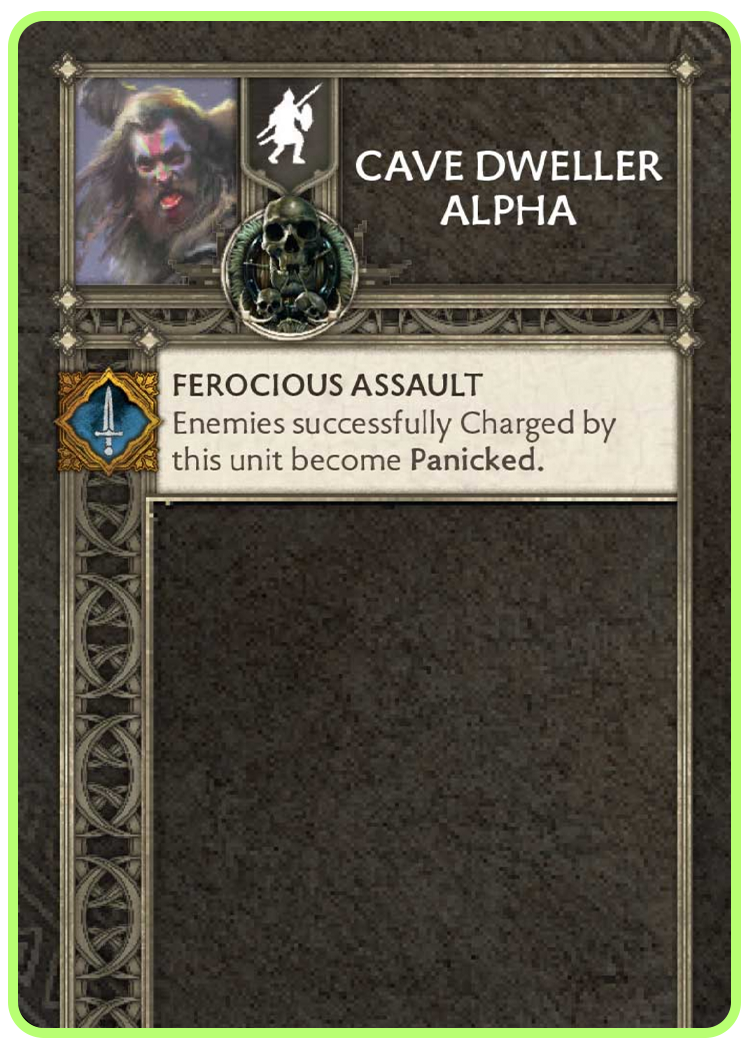 CAVE DWELLER
ALPHA
FEROCIOUS ASSAULT
Enemies successfully Charged by
this unit become Panicked.